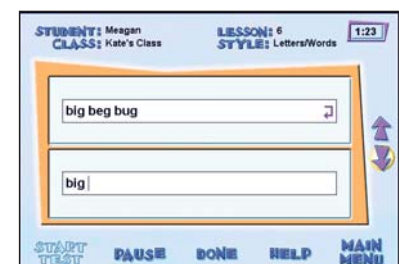 STUDENT: Meagan
CLASS: Kate's Class
LESSON: 6
STYLE: Letters/Words
1:23
big beg bug
big
START TEST
PAUSE
DONE
HELP
MAIN MENU